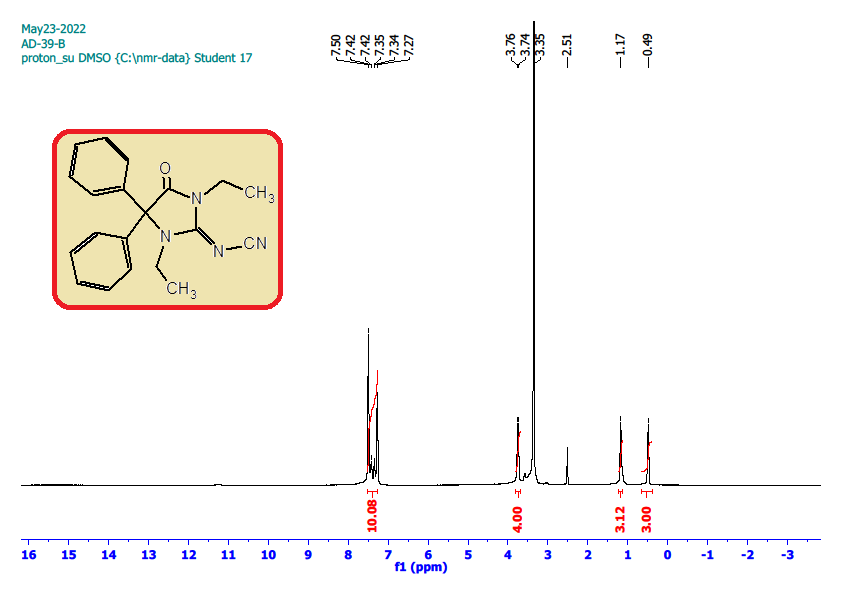 May23-2022
AD-39-B
proton_su DMSO {C:\nmr-data} Student 17
7.50
7.42
7.42
7.35
7.34
7.27
3.76
3.74
3.35
2.51
1.17
0.49
O
N
CH3
N
N
CN
CH3
10.08
4.00
3.12
3.00
16 15 14 13 12 11 10 9 8 7 6 5 4 3 2 1 0 -1 -2 -3
f1 (ppm)